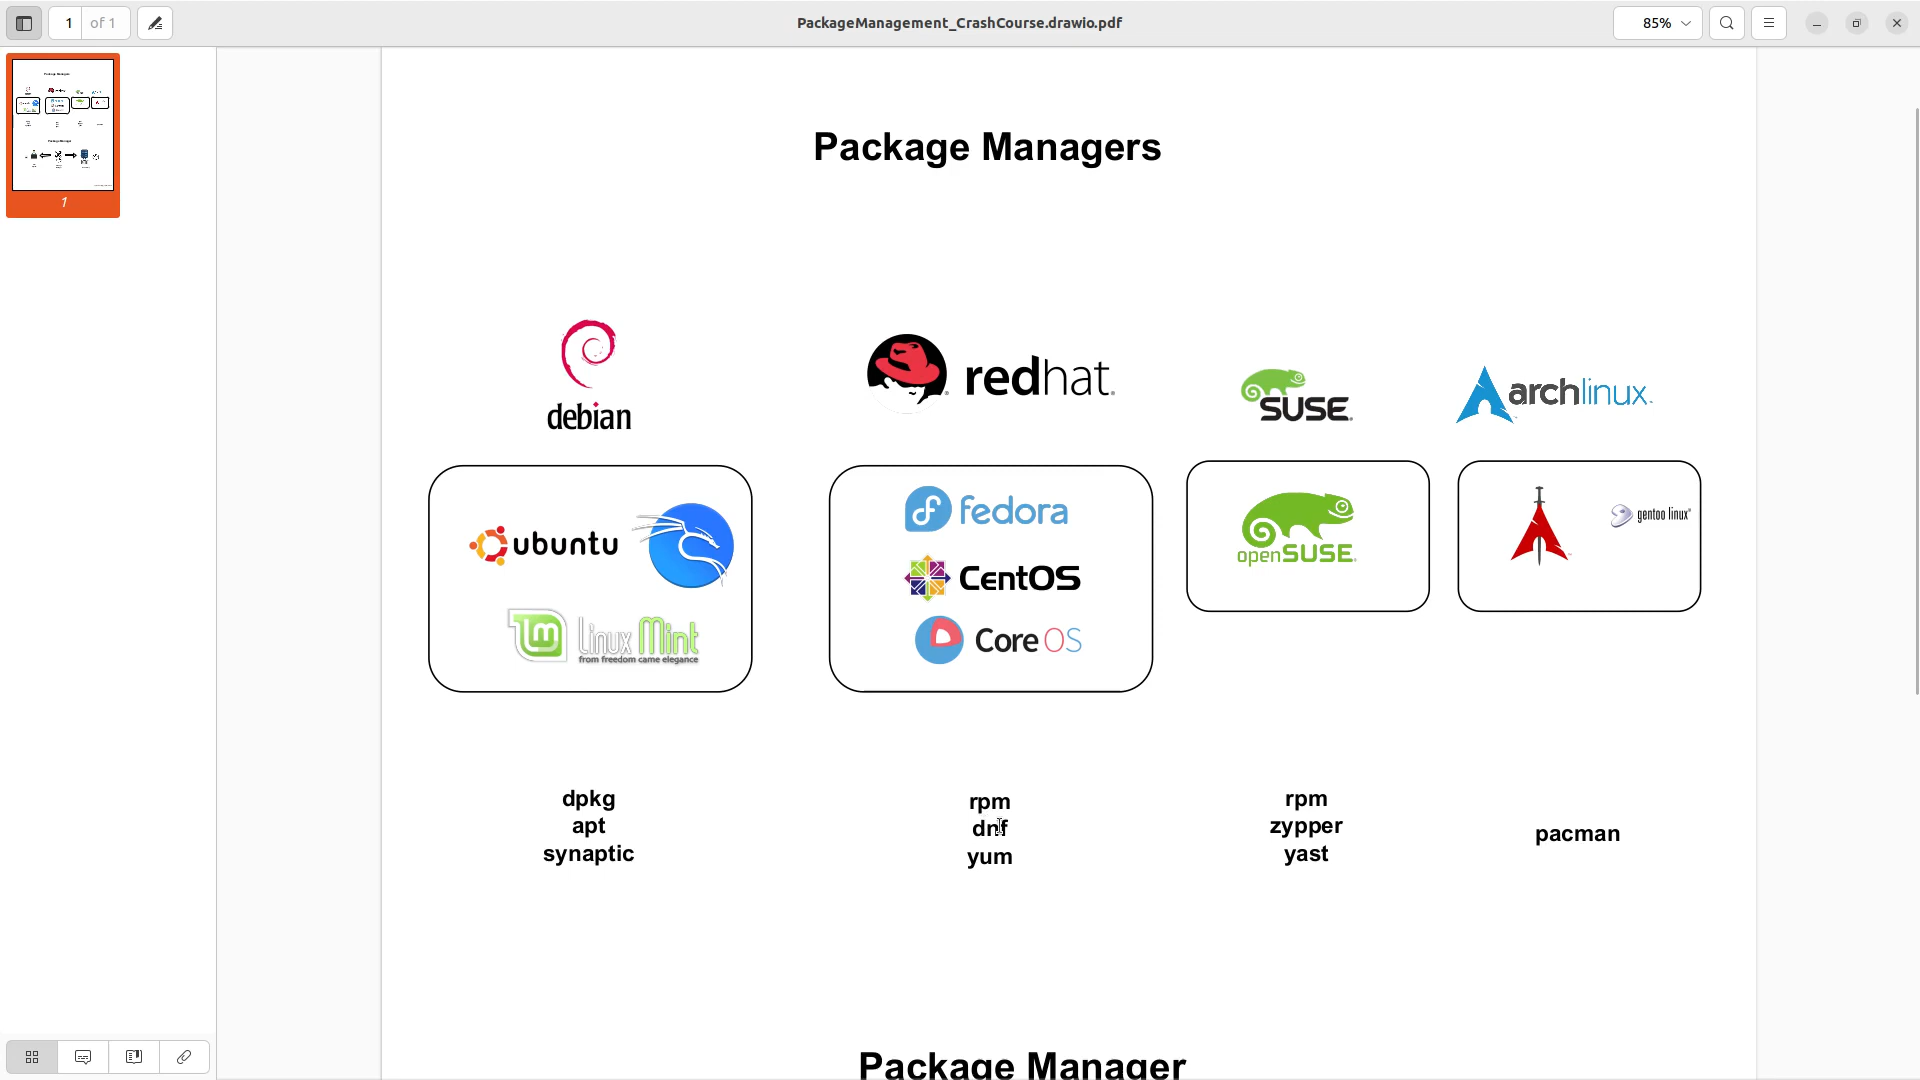 1 of 1
PackageManagement_CrashCourse.drawio.pdf
85%
1
Package Managers
debian
redhat.
SUSE
archlinux
ubuntu
Linux Mint
from freedom came elegance
fedora
CentOS
Core OS
openSUSE
gentoo linux
dpkg
apt
synaptic
rpm
dnf
yum
rpm
zypper
yast
pacman
Package Manager